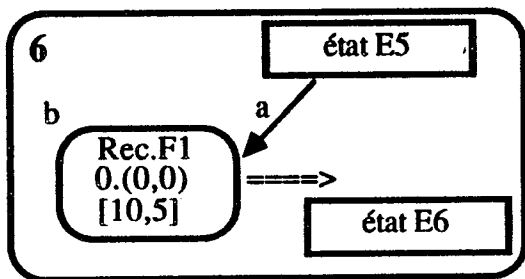 6
état E5
b
a
Rec.F1
0.(0,0)
====>
[10,5]
état E6